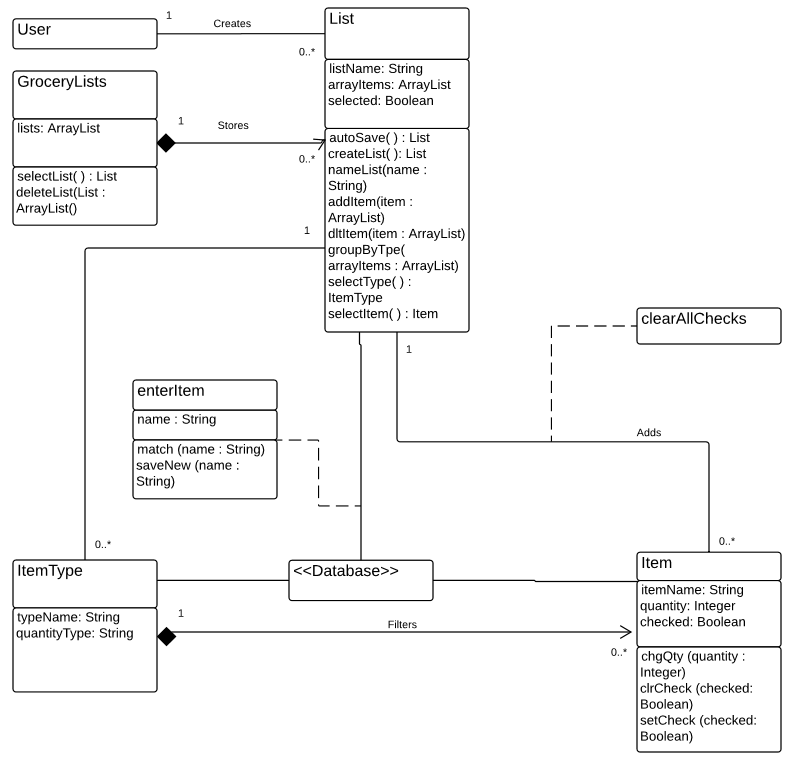 User
1
Creates
0..*
List
listName: String
arrayItems: ArrayList
selected: Boolean
autoSave( ) : List
createList( ): List
nameList(name :
String)
addItem(item :
ArrayList)
dltItem(item : ArrayList)
groupByTpe(
arrayItems : ArrayList)
selectType( ) :
ItemType
selectItem( ) : Item
GroceryLists
lists: ArrayList
selectList( ) : List
deleteList(List :
ArrayList()
1
Stores
0..*
1
0..*
1
Adds
0..*
clearAllChecks
enterItem
name : String
match (name : String)
saveNew (name :
String)
ItemType
typeName: String
quantityType: String
<<Database>>
1
Filters
0..*
Item
itemName: String
quantity: Integer
checked: Boolean
chgQty (quantity :
Integer)
clrCheck (checked:
Boolean)
setCheck (checked:
Boolean)